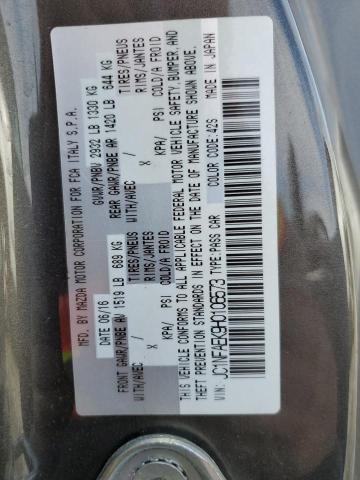 MFD. BY MAZDA MOTOR CORPORATION FOR FCA ITALY S.P.A.
DATE 06/16 GVWR/PNBV 2932 LB 1330 KG
FRONT GAWR/PNBE AV 1519 LB 689 KG REAR GAWR/PNBE AR 1420 LB 644 KG
WITH/AVEC TIRES/PNEUS WITH/AVEC TIRES/PNEUS
/ X RIMS/JANTES X RIMS/JANTES
KPA/ PSI COLD/A FROID KPA/ PSI COLD/A FROID
THIS VEHICLE CONFORMS TO ALL APPLICABLE FEDERAL MOTOR VEHICLE SAFETY, BUMPER, AND
THEFT PREVENTION STANDARDS IN EFFECT ON THE DATE OF MANUFACTURE SHOWN ABOVE.
VIN: JC1NFAEK9H0106573 TYPE: PASS CAR COLOR CODE: 42S MADE IN JAPAN